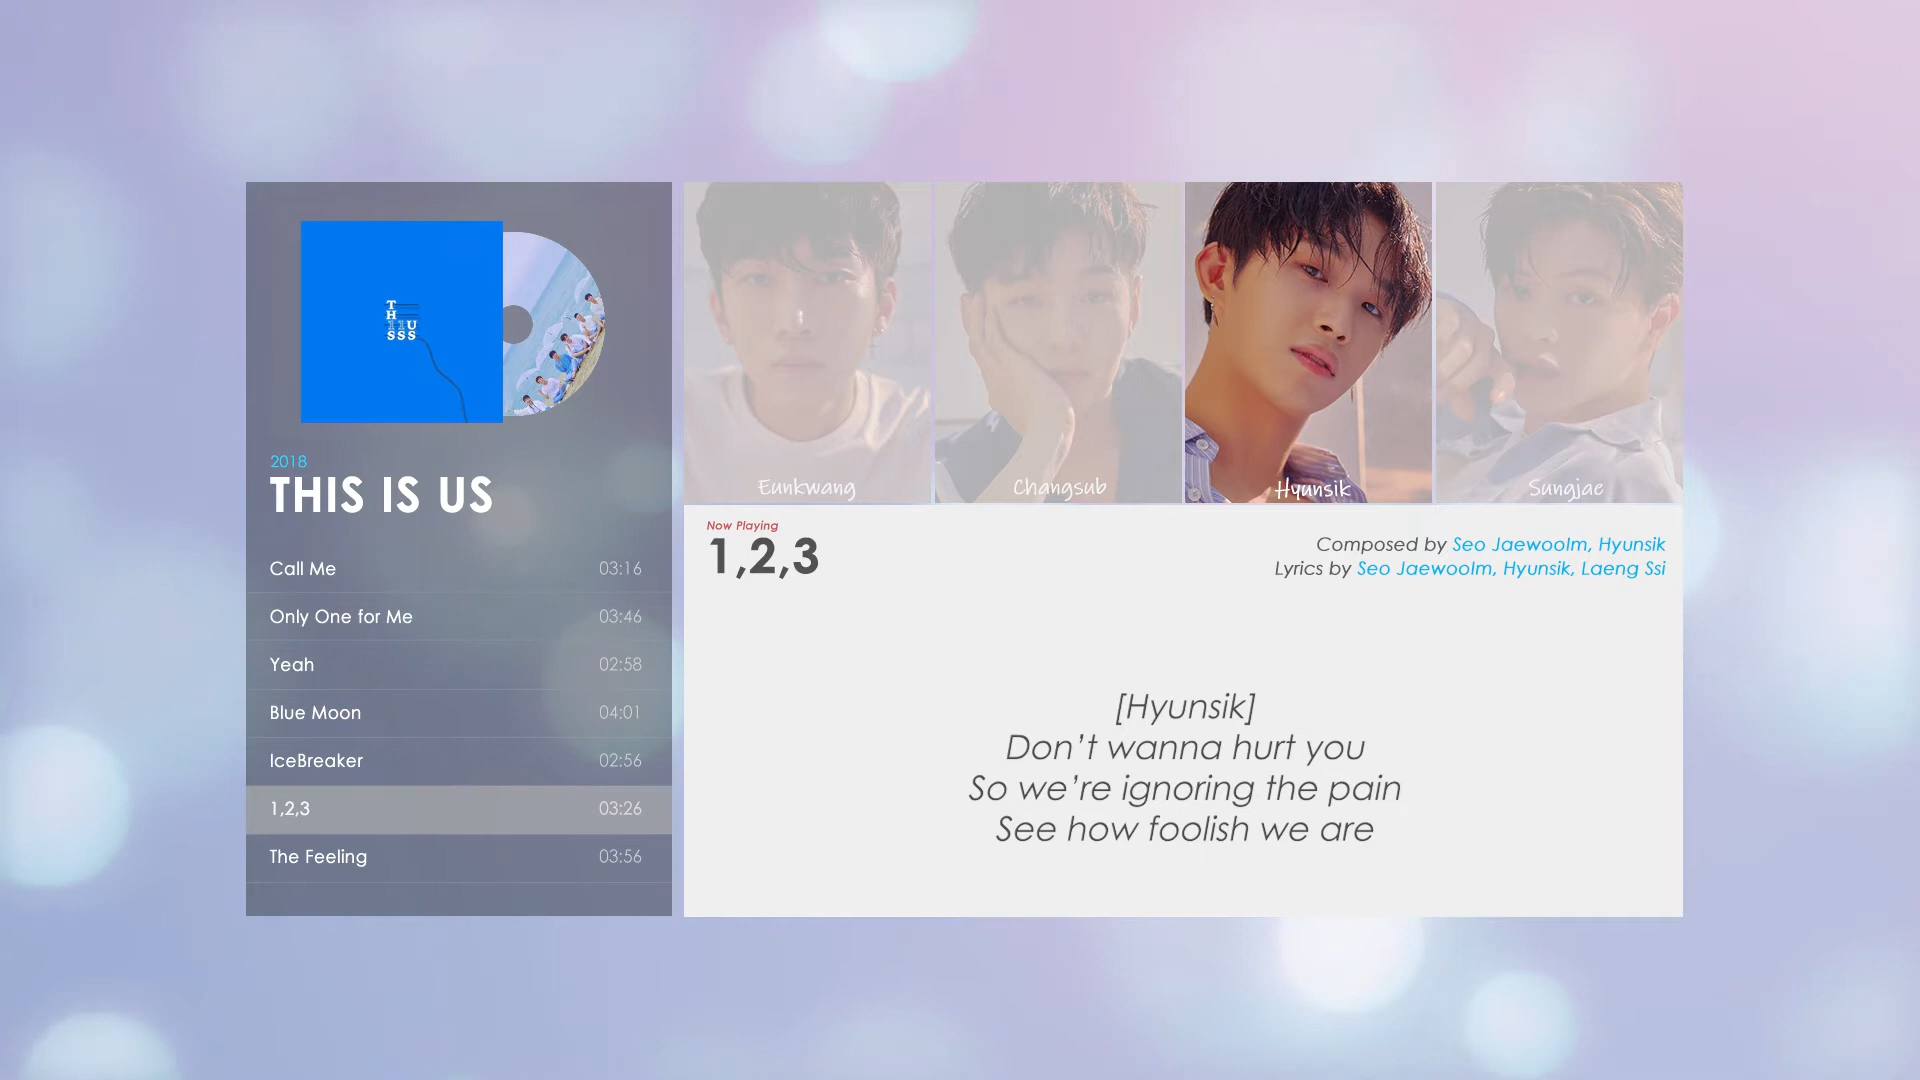 T
H
11U
SSS
2018
THIS IS US
Call Me 03:16
Only One for Me 03:46
Yeah 02:58
Blue Moon 04:01
IceBreaker 02:56
1,2,3 03:26
The Feeling 03:56
Eunkwang
Changsub
Hyunsik
Sungjae
Now Playing
1,2,3
Composed by Seo Jaewoolm, Hyunsik
Lyrics by Seo Jaewoolm, Hyunsik, Laeng Ssi
[Hyunsik]
Don’t wanna hurt you
So we’re ignoring the pain
See how foolish we are